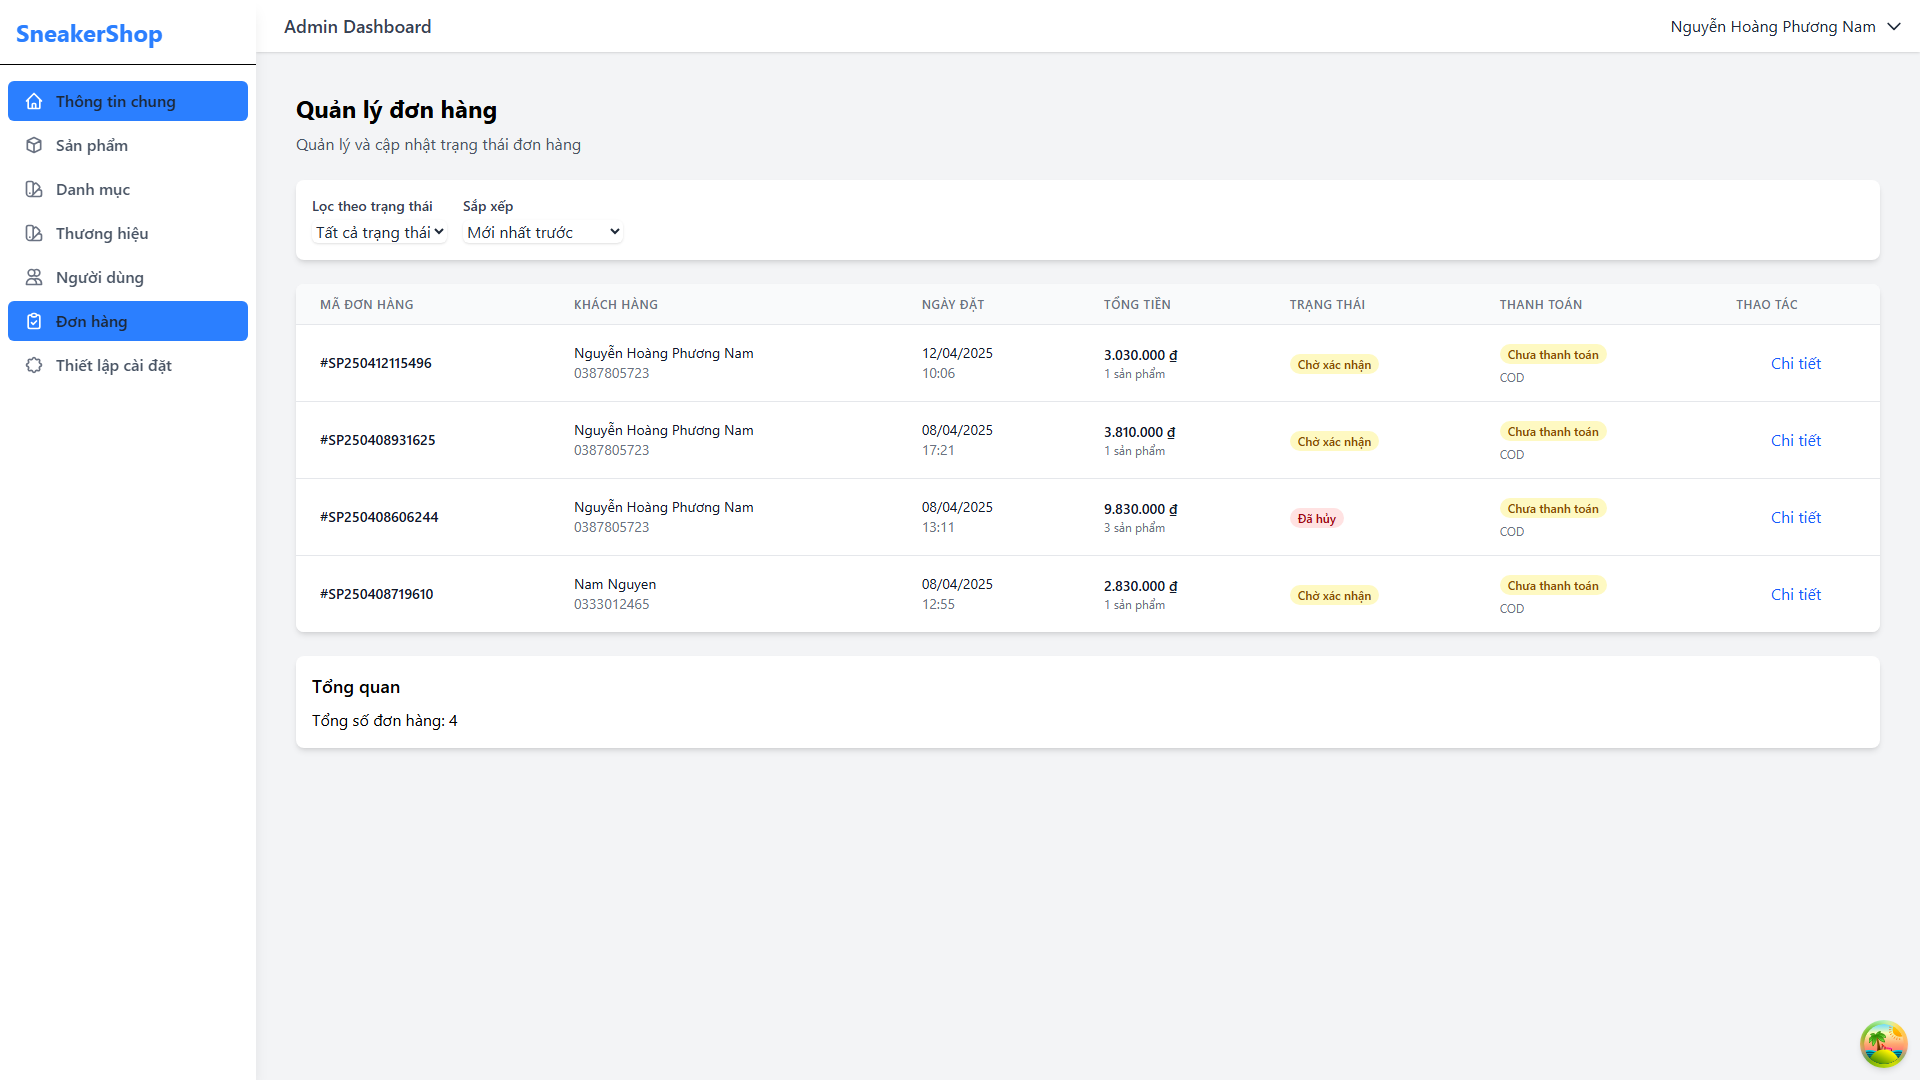 SneakerShop
Admin Dashboard
Nguyễn Hoàng Phương Nam
Thông tin chung
Sản phẩm
Danh mục
Thương hiệu
Người dùng
Đơn hàng
Thiết lập cài đặt
Quản lý đơn hàng
Quản lý và cập nhật trạng thái đơn hàng
Lọc theo trạng thái Sắp xếp
Tất cả trạng thái Mới nhất trước
MÃ ĐƠN HÀNG KHÁCH HÀNG NGÀY ĐẶT TỔNG TIỀN TRẠNG THÁI THANH TOÁN THAO TÁC
#SP250412115496 Nguyễn Hoàng Phương Nam 12/04/2025 3.030.000 ₫ Chờ xác nhận Chưa thanh toán Chi tiết
0387805723 10:06 1 sản phẩm COD
#SP250408931625 Nguyễn Hoàng Phương Nam 08/04/2025 3.810.000 ₫ Chờ xác nhận Chưa thanh toán Chi tiết
0387805723 17:21 1 sản phẩm COD
#SP250408606244 Nguyễn Hoàng Phương Nam 08/04/2025 9.830.000 ₫ Đã hủy Chưa thanh toán Chi tiết
0387805723 13:11 3 sản phẩm COD
#SP250408719610 Nam Nguyen 08/04/2025 2.830.000 ₫ Chờ xác nhận Chưa thanh toán Chi tiết
0333012465 12:55 1 sản phẩm COD
Tổng quan
Tổng số đơn hàng: 4